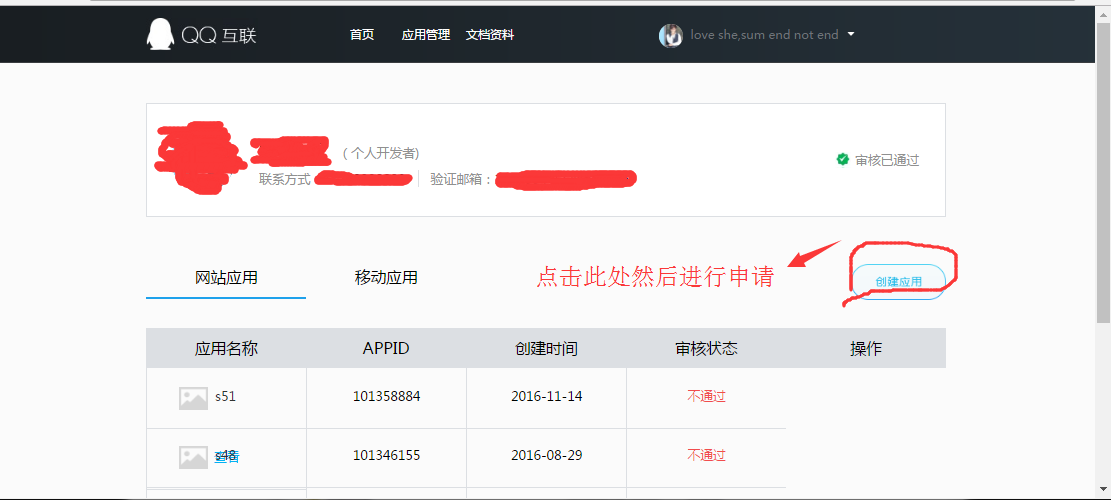 QQ 互联
首页 应用管理 文档资料
love she,sum end not end
( 个人开发者)
审核已通过
联系方式
验证邮箱：
网站应用 移动应用
点击此处然后进行申请
创建应用
应用名称 APPID 创建时间 审核状态 操作
s51 101358884 2016-11-14 不通过
101346155 2016-08-29 不通过